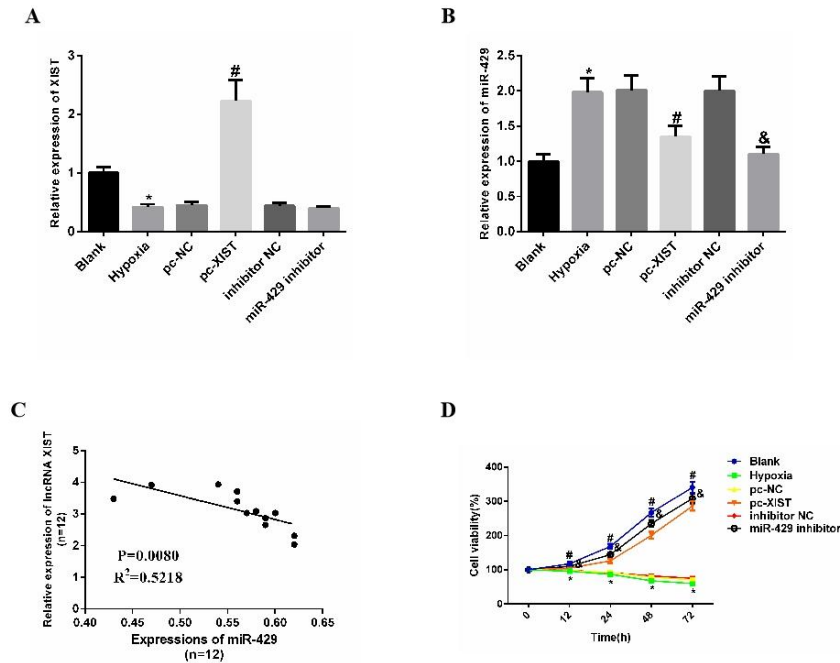 A
Relative expression of XIST
3
2
1
0
*
#
Blank
Hypoxia
pc-NC
pc-XIST
inhibitor NC
miR-429 inhibitor
B
Relative expression of miR-429
2.5
2.0
1.5
1.0
0.5
0.0
*
#
&
Blank
Hypoxia
pc-NC
pc-XIST
inhibitor NC
miR-429 inhibitor
C
Relative expression of lncRNA XIST
(n=12)
5
4
3
2
1
0
P=0.0080
R²=0.5218
0.40 0.45 0.50 0.55 0.60 0.65
Expressions of miR-429
(n=12)
D
Cell viability(%)
400
300
200
100
0
# # # #
& & & &
* * * *
0 12 24 48 72
Time(h)
Blank
Hypoxia
pc-NC
pc-XIST
inhibitor NC
miR-429 inhibitor